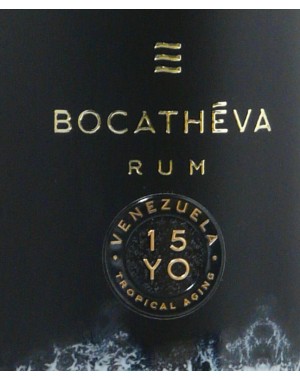 BOCATHÉVA
RUM
• VENEZUELA •
15
YO
TROPICAL AGING